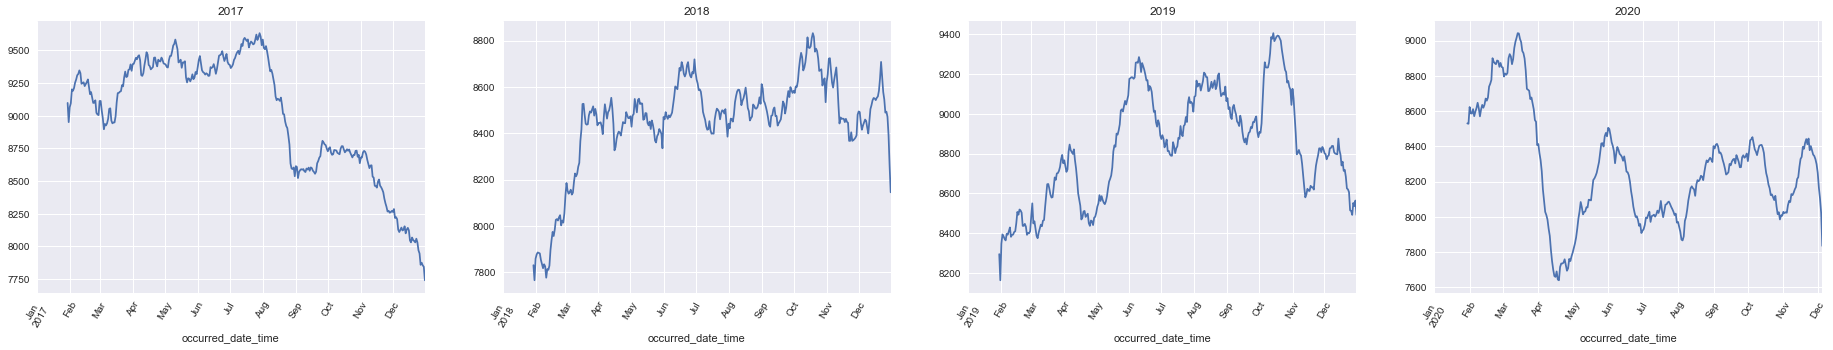 2017
9500
9250
9000
8750
8500
8250
8000
7750
Jan
2017
Feb
Mar
Apr
May
Jun
Jul
Aug
Sep
Oct
Nov
Dec
occurred_date_time
2018
8800
8600
8400
8200
8000
7800
Jan
2018
Feb
Mar
Apr
May
Jun
Jul
Aug
Sep
Oct
Nov
Dec
occurred_date_time
2019
9400
9200
9000
8800
8600
8400
8200
Jan
2019
Feb
Mar
Apr
May
Jun
Jul
Aug
Sep
Oct
Nov
Dec
occurred_date_time
2020
9000
8800
8600
8400
8200
8000
7800
7600
Jan
2020
Feb
Mar
Apr
May
Jun
Jul
Aug
Sep
Oct
Nov
Dec
occurred_date_time